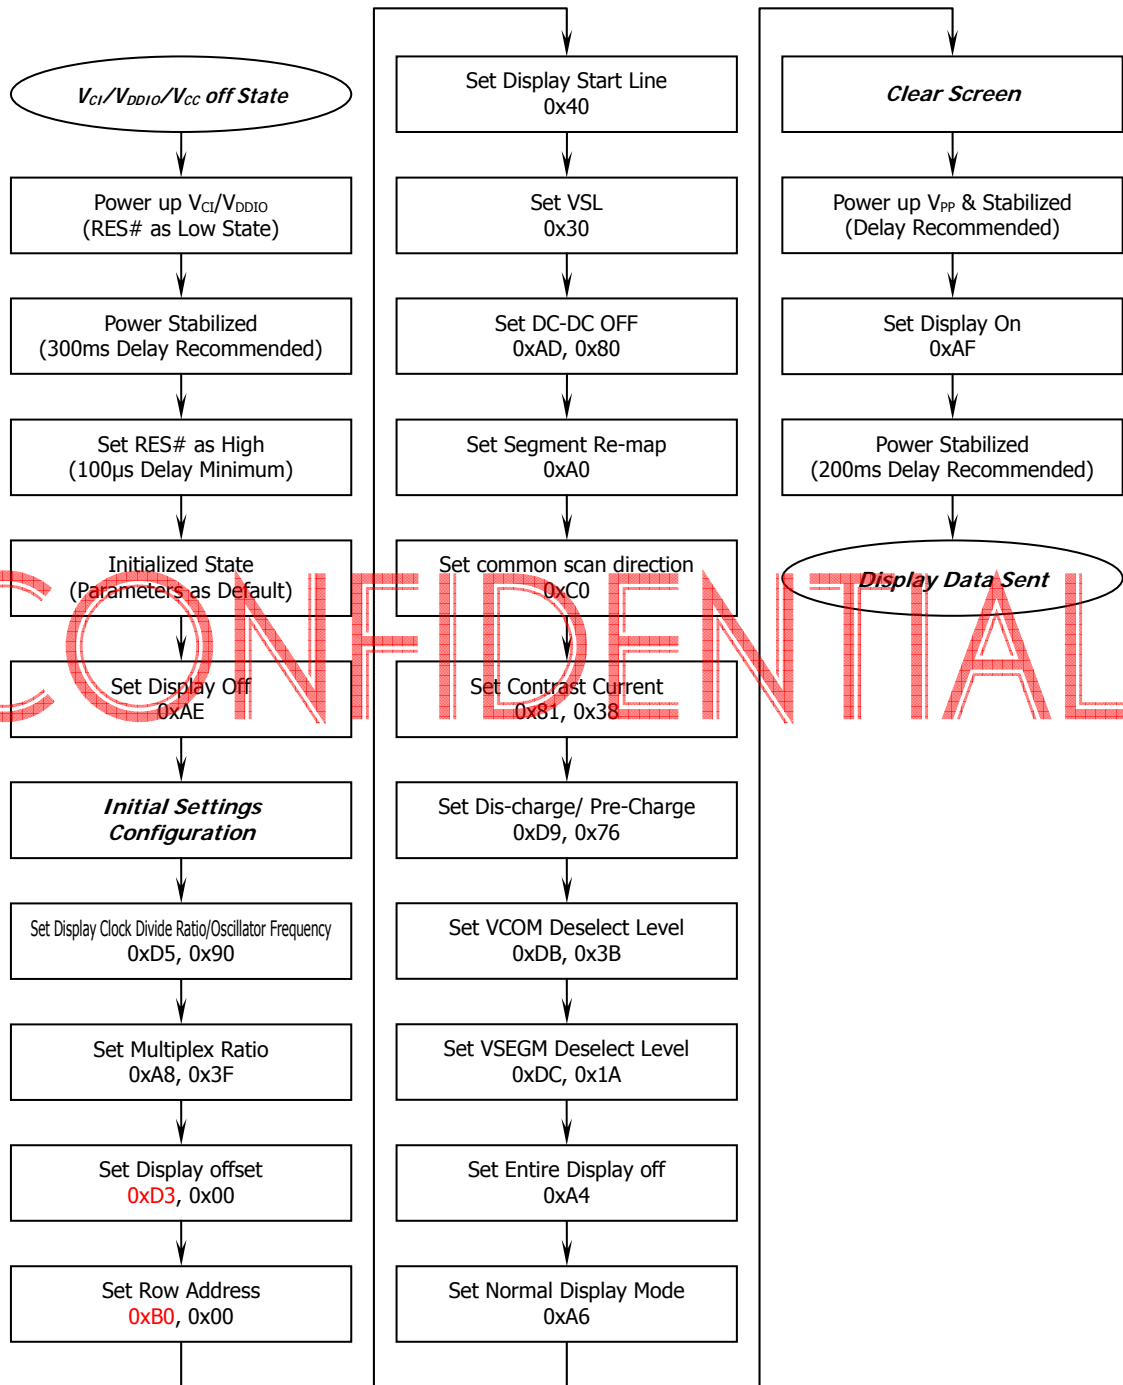 VCI/VDDIO/VCC off State
Power up VCI/VDDIO
(RES# as Low State)
Power Stabilized
(300ms Delay Recommended)
Set RES# as High
(100µs Delay Minimum)
Initialized State
(Parameters as Default)
Set Display Off
0xAE
Initial Settings
Configuration
Set Display Clock Divide Ratio/Oscillator Frequency
0xD5, 0x90
Set Multiplex Ratio
0xA8, 0x3F
Set Display offset
0xD3, 0x00
Set Row Address
0xB0, 0x00
Set Display Start Line
0x40
Set VSL
0x30
Set DC-DC OFF
0xAD, 0x80
Set Segment Re-map
0xA0
Set common scan direction
0xC0
Set Contrast Current
0x81, 0x38
Set Dis-charge/ Pre-Charge
0xD9, 0x76
Set VCOM Deselect Level
0xDB, 0x3B
Set VSEGM Deselect Level
0xDC, 0x1A
Set Entire Display off
0xA4
Set Normal Display Mode
0xA6
Clear Screen
Power up VPP & Stabilized
(Delay Recommended)
Set Display On
0xAF
Power Stabilized
(200ms Delay Recommended)
Display Data Sent
CONFIDENTIAL